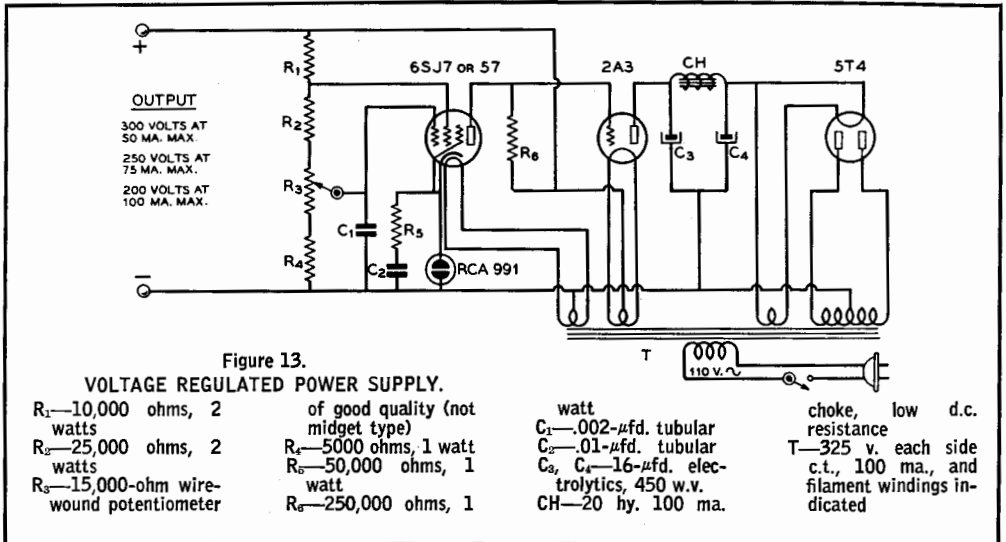 +
R1
6SJ7 OR 57
2A3
CH
5T4
OUTPUT
300 VOLTS AT
50 MA. MAX.
250 VOLTS AT
75 MA. MAX.
200 VOLTS AT
100 MA. MAX.
R2
R3
R4
C1
C2
R5
RCA 991
R6
C3
C4
−
T
110 V. ~
Figure 13.
VOLTAGE REGULATED POWER SUPPLY.
R1—10,000 ohms, 2
watts
R2—25,000 ohms, 2
watts
R3—15,000-ohm wire-
wound potentiometer
of good quality (not
midget type)
R4—5000 ohms, 1 watt
R5—50,000 ohms, 1
watt
R6—250,000 ohms, 1
watt
C1—.002-μfd. tubular
C2—.01-μfd. tubular
C3, C4—16-μfd. elec-
trolytics, 450 w.v.
CH—20 hy. 100 ma.
choke, low d.c.
resistance
T—325 v. each side
c.t., 100 ma., and
filament windings in-
dicated